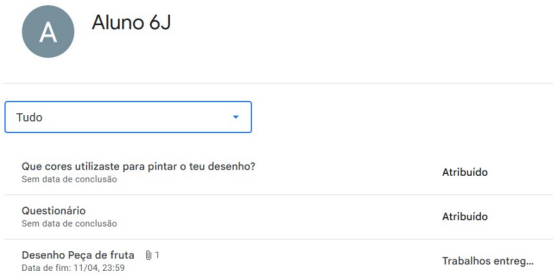 A
Aluno 6J
Tudo
Que cores utilizaste para pintar o teu desenho?
Sem data de conclusão
Atribuído
Questionário
Sem data de conclusão
Atribuído
Desenho Peça de fruta 1
Data de fim: 11/04, 23:59
Trabalhos entreg...